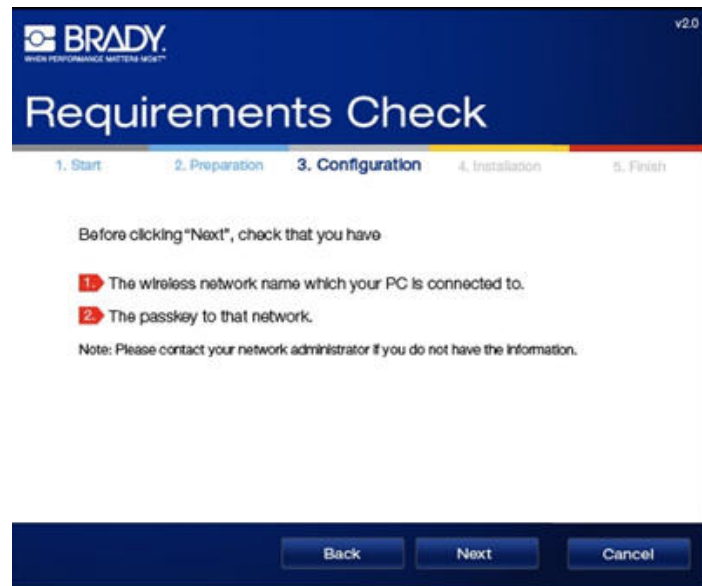 v2.0
BRADY.
WHEN PERFORMANCE MATTERS MOST™
Requirements Check
1. Start 2. Preparation 3. Configuration 4. Installation 5. Finish
Before clicking "Next", check that you have
1. The wireless network name which your PC is connected to.
2. The passkey to that network.
Note: Please contact your network administrator if you do not have the information.
Back Next Cancel